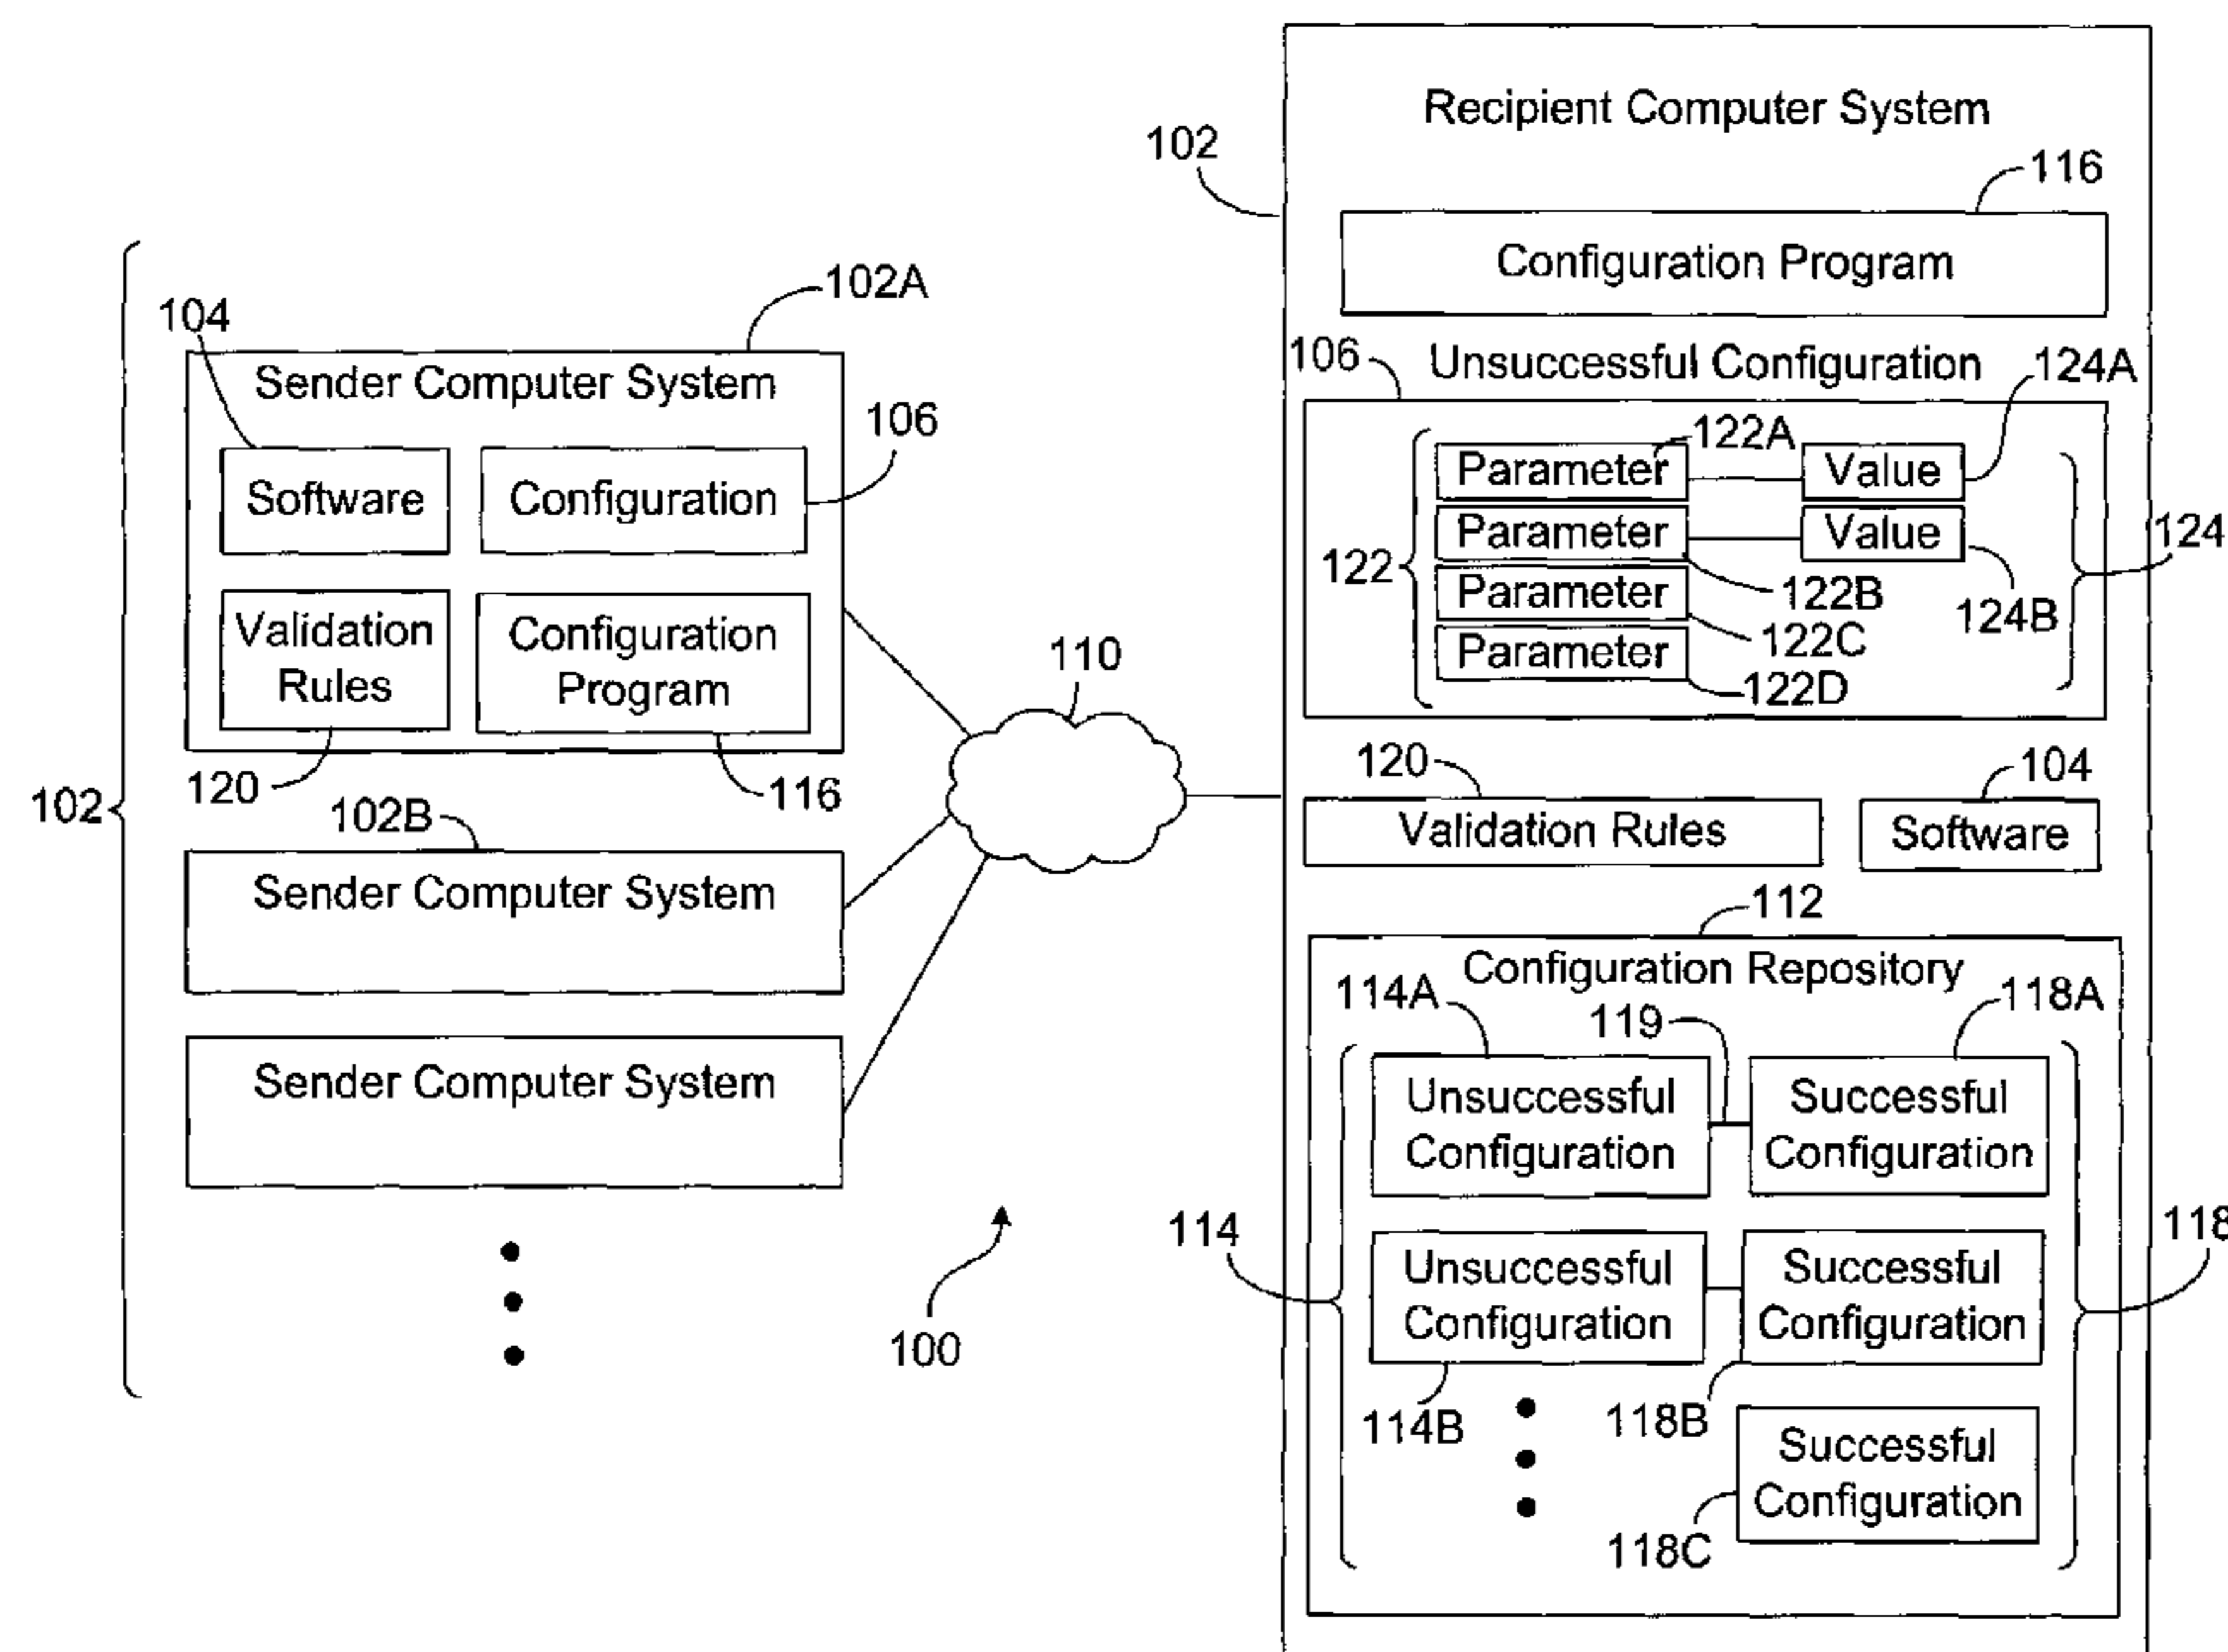 Recipient Computer System
102
116
Configuration Program
102A
104
Sender Computer System
106
Software
Configuration
Validation
Rules
Configuration
Program
120
116
102
102B
Sender Computer System
Sender Computer System
110
100
106
Unsuccessful Configuration
124A
122A
Parameter
Value
Parameter
Value
124
122
122B
Parameter
124B
122C
Parameter
122D
120
104
Validation Rules
Software
112
Configuration Repository
114A
119
118A
Unsuccessful
Configuration
Successful
Configuration
114
118
Unsuccessful
Configuration
Successful
Configuration
114B
118B
Successful
Configuration
118C